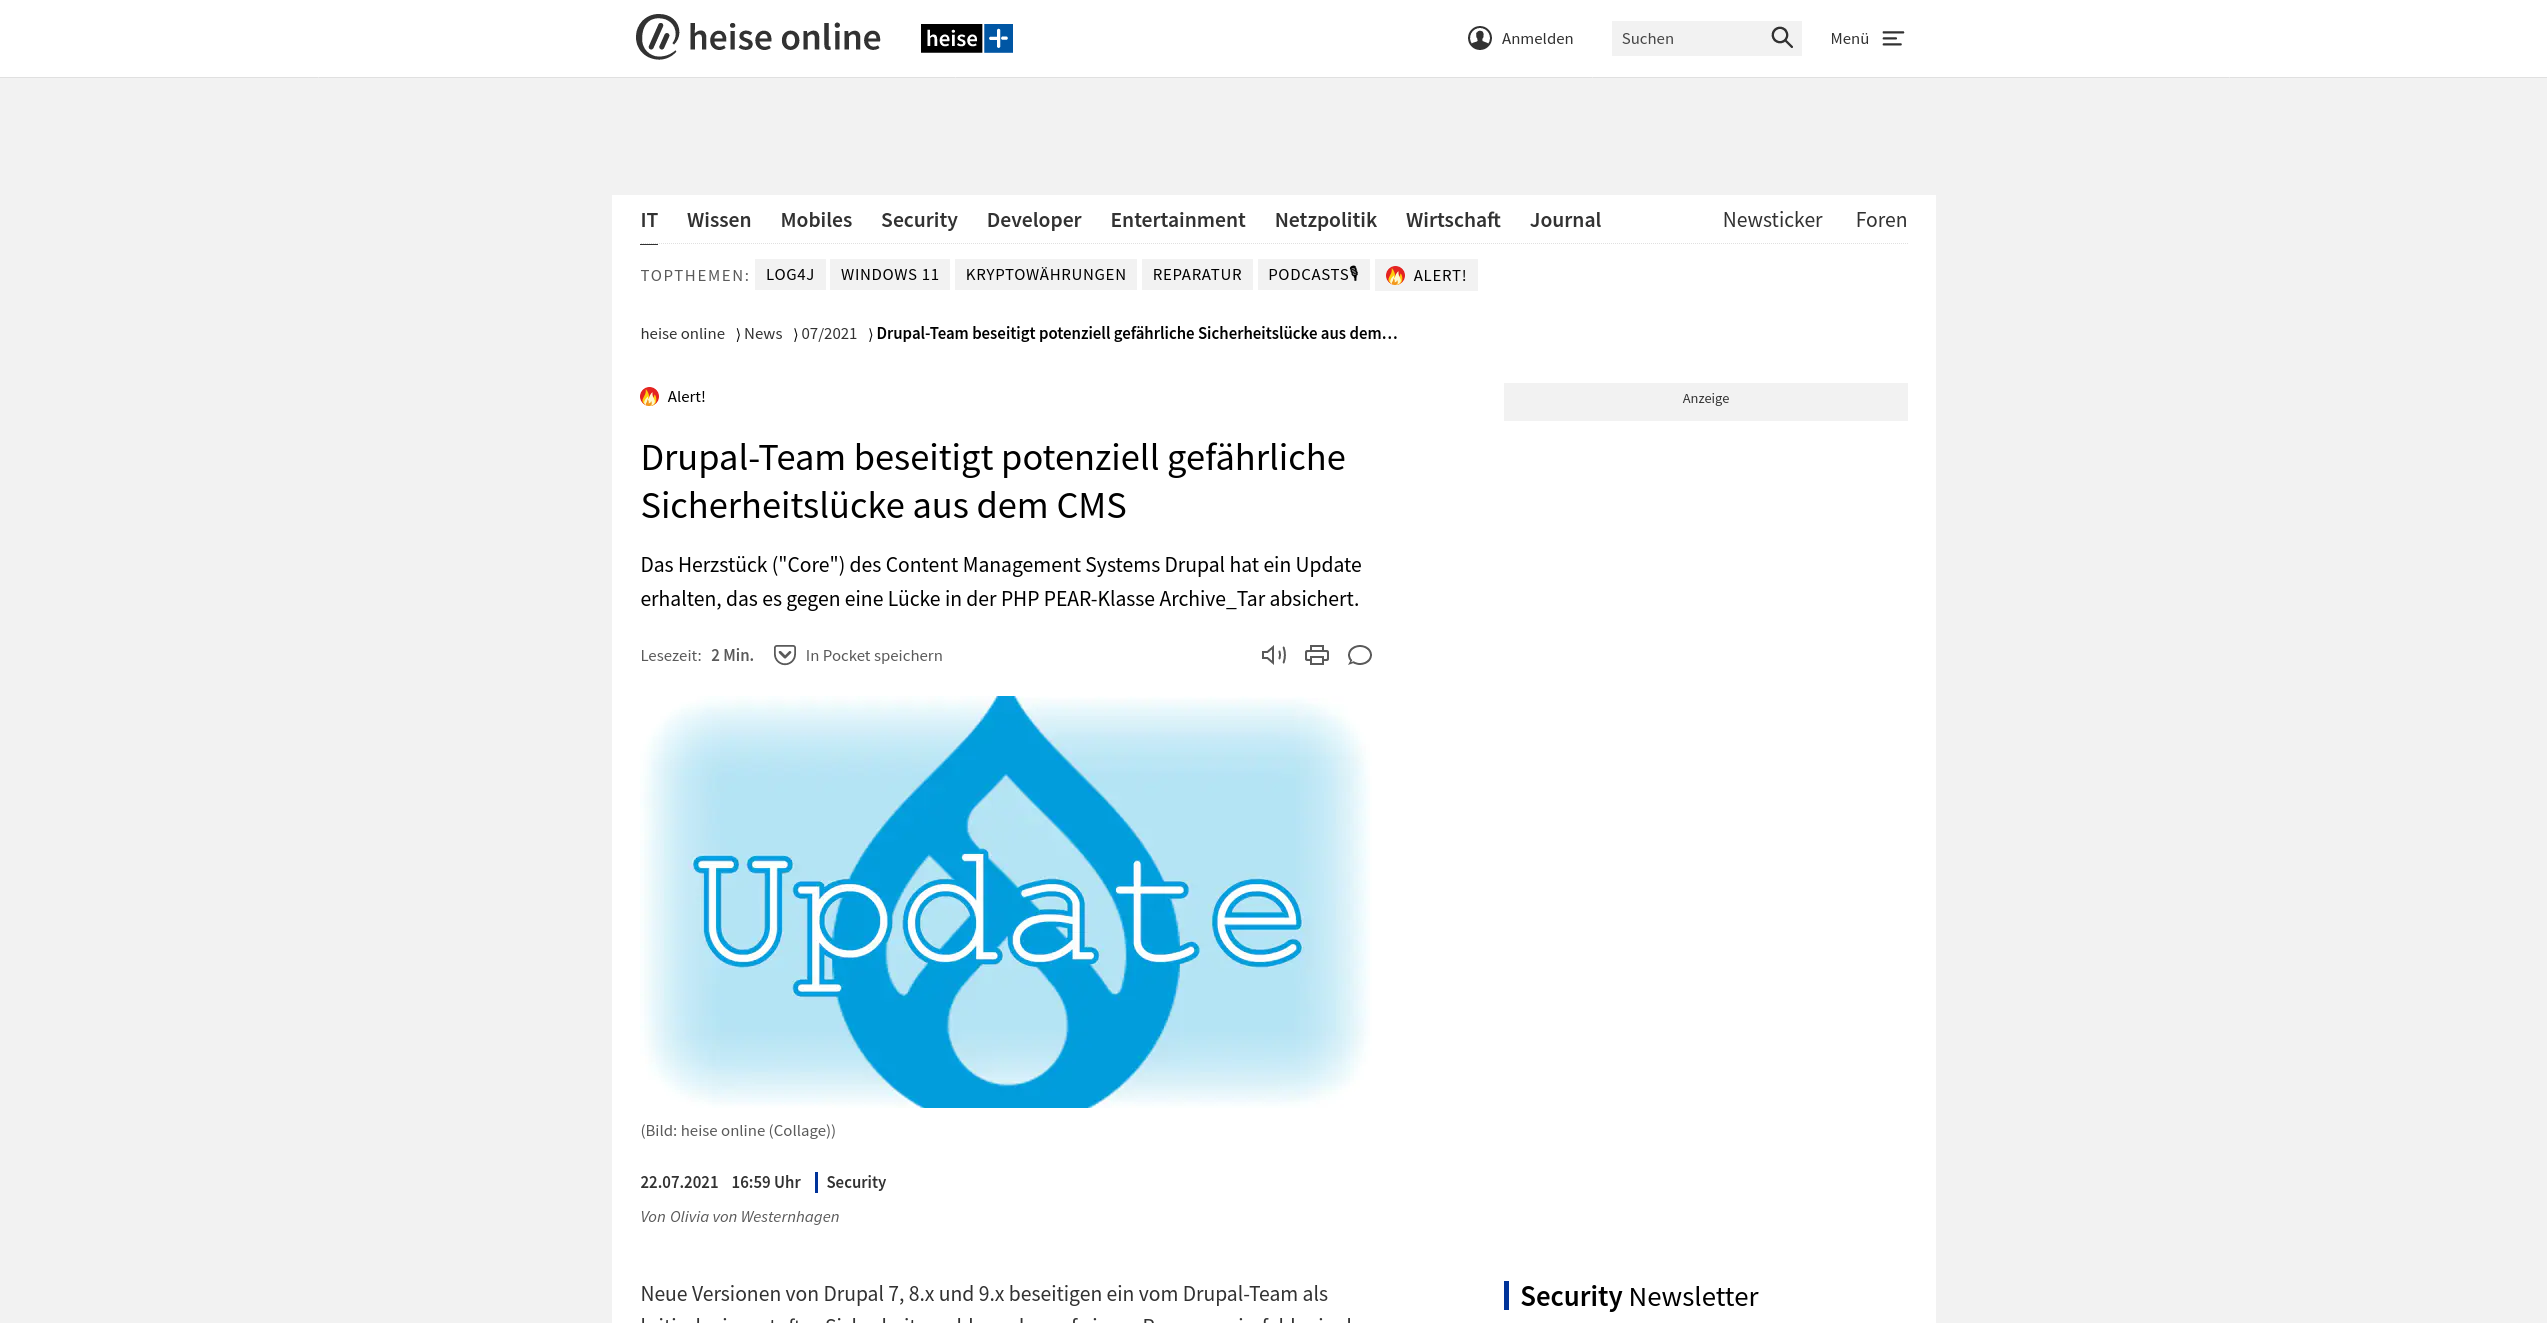 heise online heise+ Anmelden Suchen Menü
IT Wissen Mobiles Security Developer Entertainment Netzpolitik Wirtschaft Journal Newsticker Foren
TOPTHEMEN: LOG4J WINDOWS 11 KRYPTOWÄHRUNGEN REPARATUR PODCASTS🎙 ALERT!
heise online ⟩ News ⟩ 07/2021 ⟩ Drupal-Team beseitigt potenziell gefährliche Sicherheitslücke aus dem…
Alert!
Anzeige
Drupal-Team beseitigt potenziell gefährliche
Sicherheitslücke aus dem CMS
Das Herzstück ("Core") des Content Management Systems Drupal hat ein Update
erhalten, das es gegen eine Lücke in der PHP PEAR-Klasse Archive_Tar absichert.
Lesezeit: 2 Min. In Pocket speichern
Update
(Bild: heise online (Collage))
22.07.2021 16:59 Uhr Security
Von Olivia von Westernhagen
Neue Versionen von Drupal 7, 8.x und 9.x beseitigen ein vom Drupal-Team als
Security Newsletter